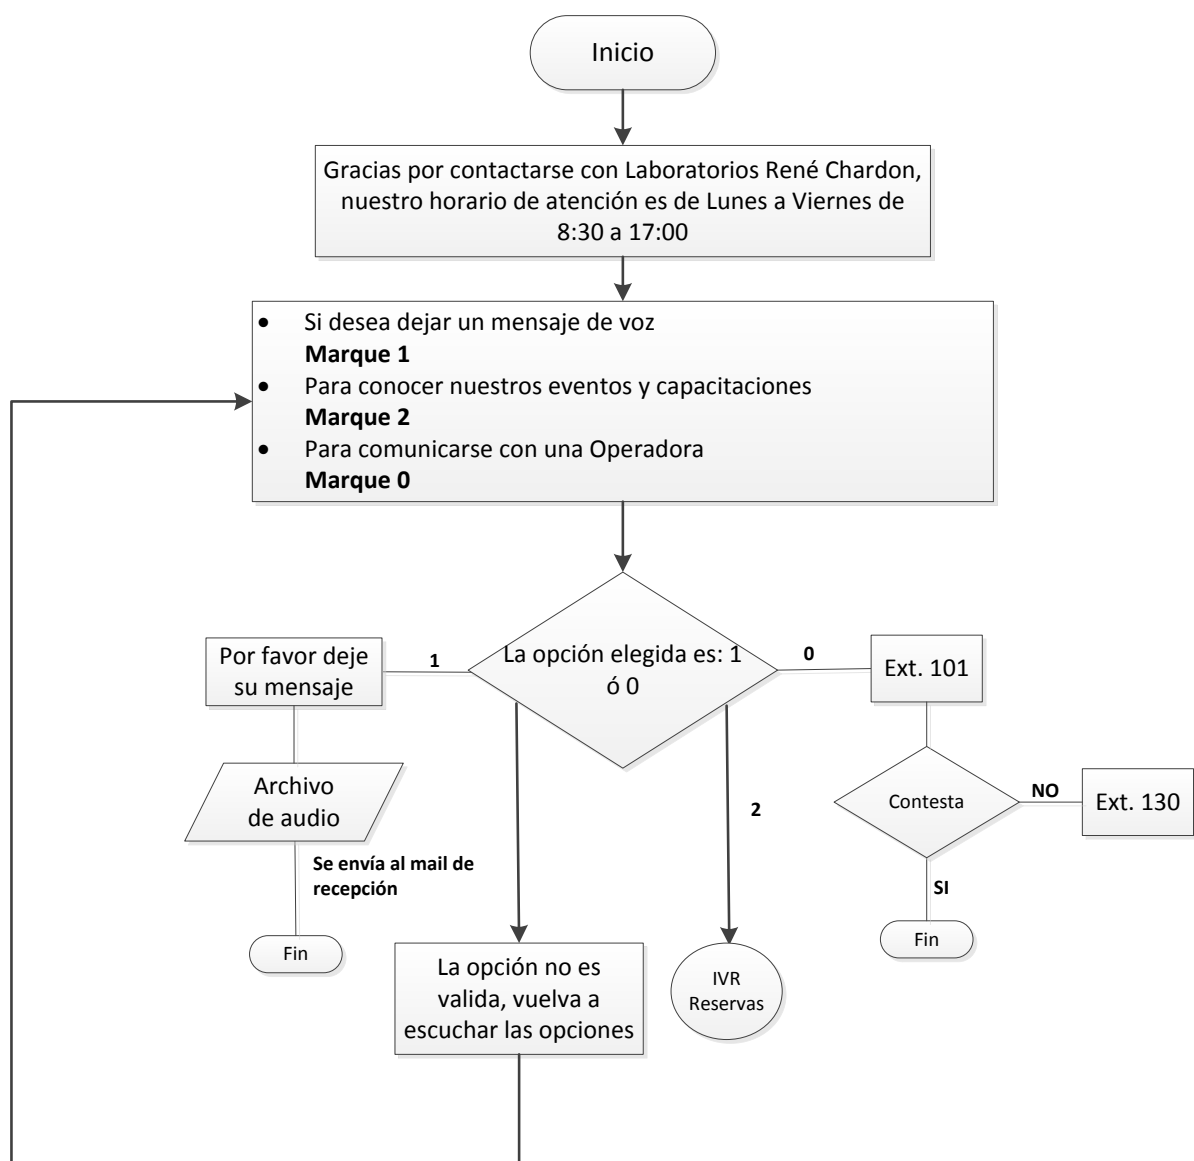 Inicio
Gracias por contactarse con Laboratorios René Chardon,
nuestro horario de atención es de Lunes a Viernes de
8:30 a 17:00
• Si desea dejar un mensaje de voz
Marque 1
• Para conocer nuestros eventos y capacitaciones
Marque 2
• Para comunicarse con una Operadora
Marque 0
La opción elegida es: 1
ó 0
1
Por favor deje
su mensaje
Archivo
de audio
Se envía al mail de
recepción
Fin
La opción no es
valida, vuelva a
escuchar las opciones
2
IVR
Reservas
0
Ext. 101
Contesta
NO
Ext. 130
SI
Fin